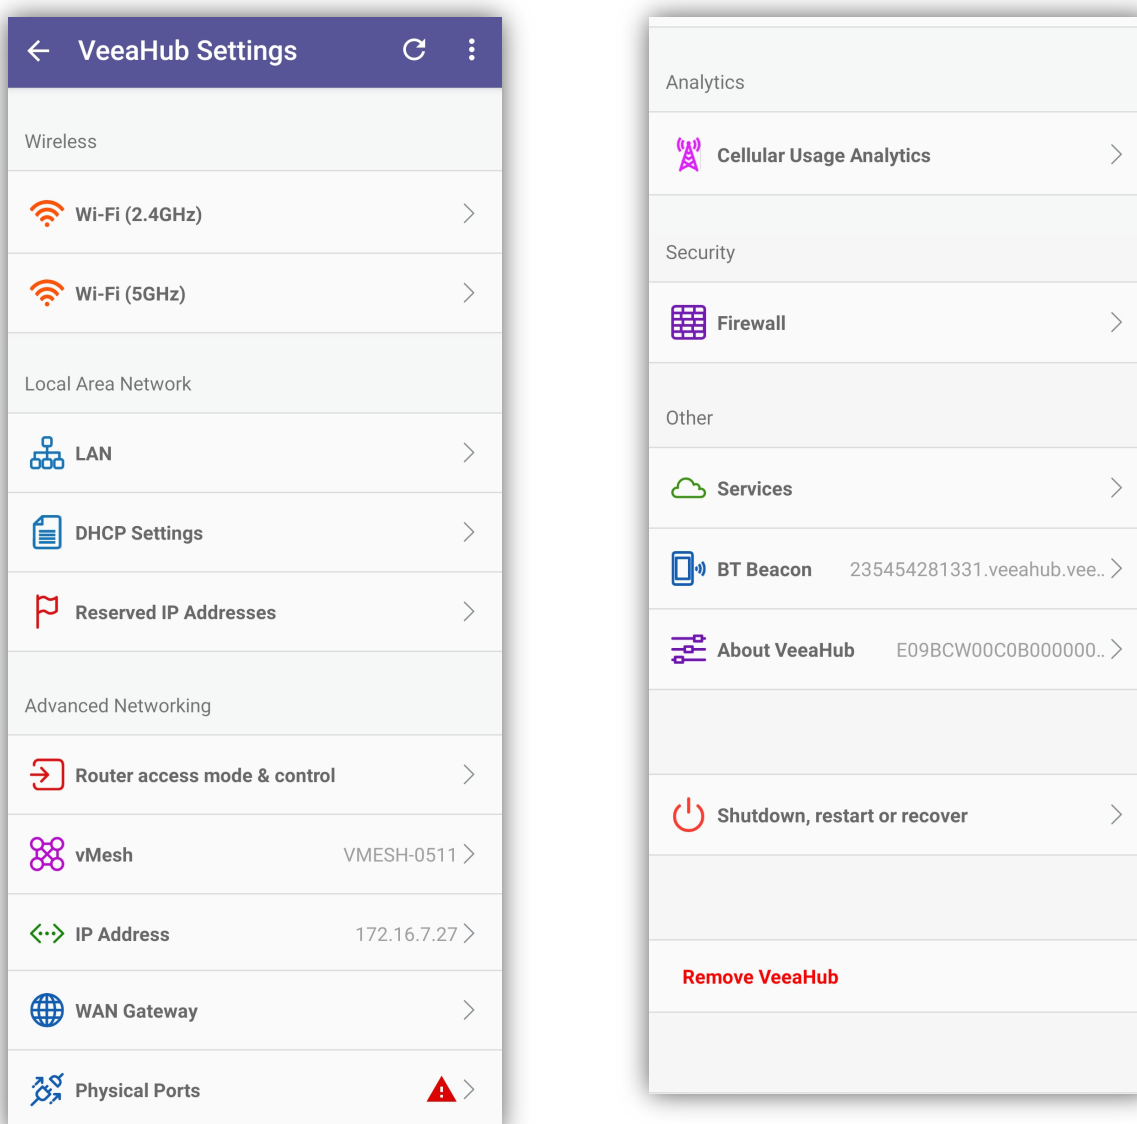 VeeaHub Settings
Wireless
Wi-Fi (2.4GHz)
Wi-Fi (5GHz)
Local Area Network
LAN
DHCP Settings
Reserved IP Addresses
Advanced Networking
Router access mode & control
vMesh VMESH-0511
IP Address 172.16.7.27
WAN Gateway
Physical Ports
Analytics
Cellular Usage Analytics
Security
Firewall
Other
Services
BT Beacon 235454281331.veeahub.vee..
About VeeaHub E09BCW00C0B000000..
Shutdown, restart or recover
Remove VeeaHub